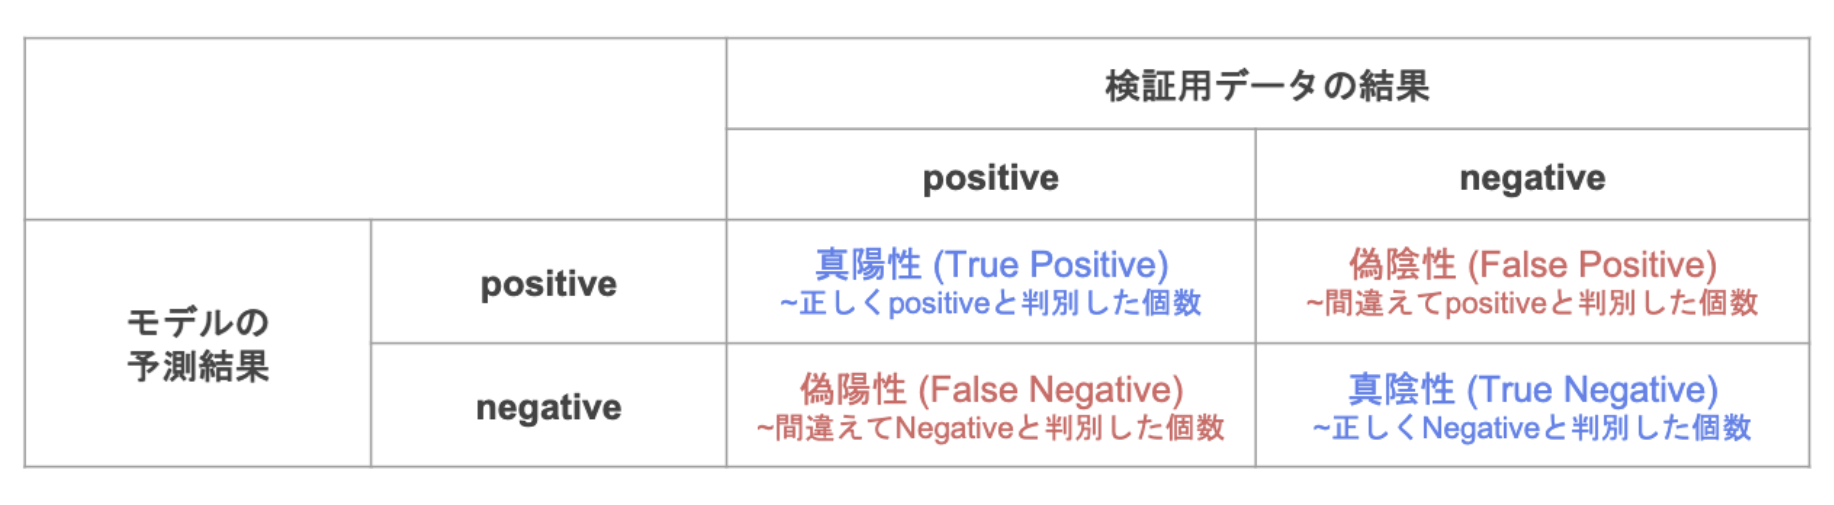 検証用データの結果
positive
negative
モデルの
予測結果
positive
真陽性 (True Positive)
~正しくpositiveと判別した個数
偽陰性 (False Positive)
~間違えてpositiveと判別した個数
negative
偽陽性 (False Negative)
~間違えてNegativeと判別した個数
真陰性 (True Negative)
~正しくNegativeと判別した個数